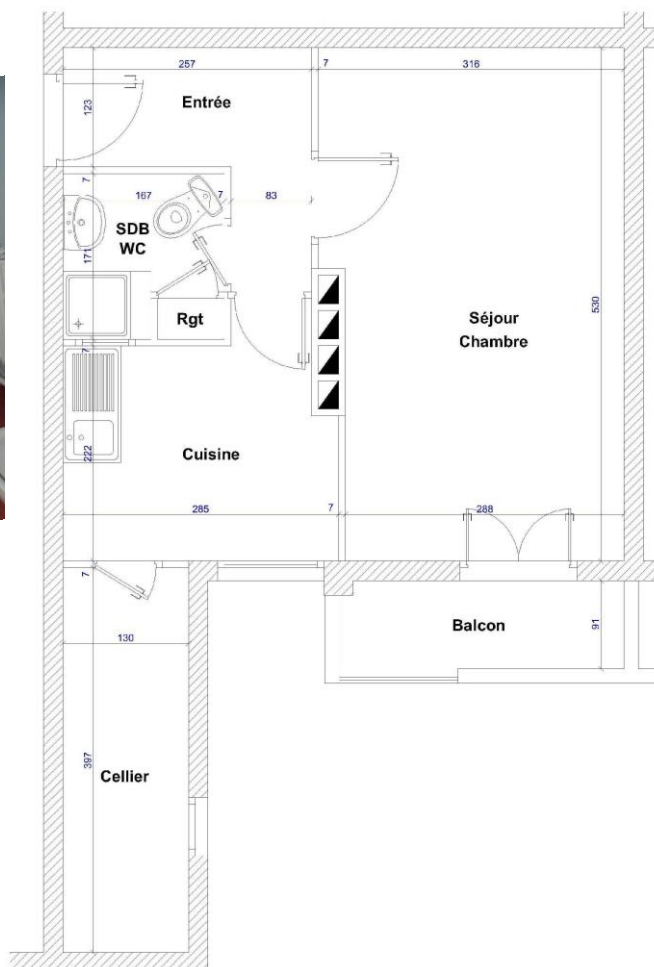 257
7
316
Entrée
123
7
167
7
83
SDB
WC
171
Rgt
Séjour
Chambre
530
7
Cuisine
222
285
7
288
7
130
Balcon
91
397
Cellier